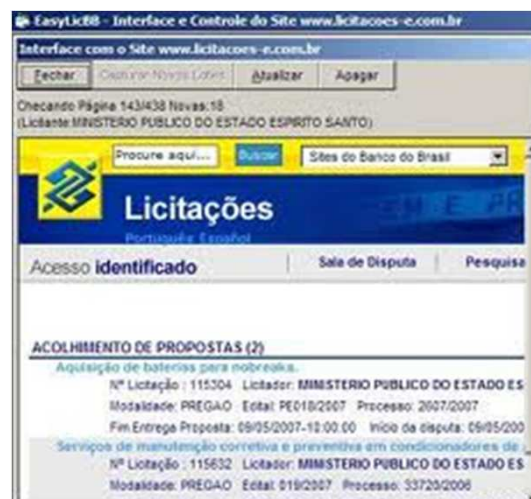 EasyLicBB - Interface e Controle do Site www.licitacoes-e.com.br
Interface com o Site www.licitacoes-e.com.br
Fechar Capturar Novos Lotes Atualizar Apagar
Checando Página 143/438 Novas:18
(Licitante:MINISTERIO PUBLICO DO ESTADO ESPIRITO SANTO)
Procure aqui... Buscar Sites do Banco do Brasil
Licitações
Português Español
Acesso identificado Sala de Disputa Pesquisa
ACOLHIMENTO DE PROPOSTAS (2)
Aquisição de baterias para nobreaks.
Nº Licitação : 115304 Licitador: MINISTERIO PUBLICO DO ESTADO ES
Modalidade: PREGAO Edital: PE018/2007 Processo: 2607/2007
Fim Entrega Proposta: 09/05/2007-10:00:00 Inicio da disputa: 09/05/200
Serviços de manutenção corretiva e preventiva em condicionadores de
Nº Licitação : 115632 Licitador: MINISTERIO PUBLICO DO ESTADO ES
Modalidade: PREGAO Edital: 019/2007 Processo: 33720/2006